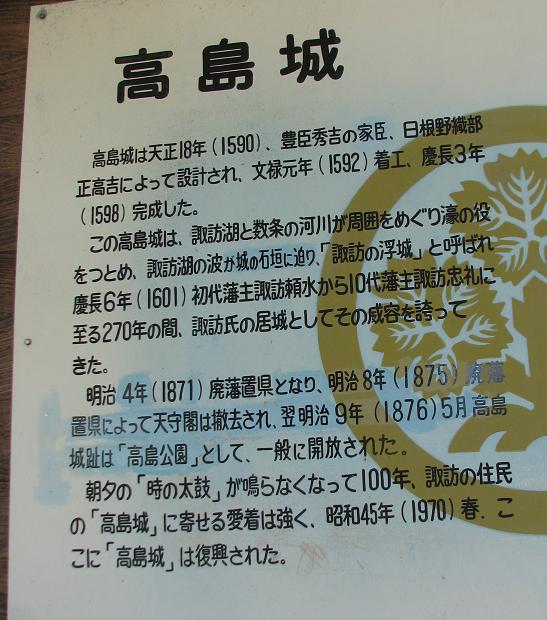 高島城
高島城は天正18年(1590)、豊臣秀吉の家臣、日根野織部
正高吉によって設計され、文禄元年(1592)着工、慶長3年
(1598)完成した。
この高島城は、諏訪湖と数条の河川が周囲をめぐり濠の役
をつとめ、諏訪湖の波が城の石垣に迫り、「諏訪の浮城」と呼ばれ
慶長6年(1601)初代藩主諏訪頼水から10代藩主諏訪忠礼に
至る270年の間、諏訪氏の居城としてその威容を誇って
きた。
明治4年(1871)廃藩置県となり、明治8年(1875)廃藩
置県によって天守閣は撤去され、翌明治9年(1876)5月高島
城趾は「高島公園」として、一般に開放された。
朝夕の「時の太鼓」が鳴らなくなって100年、諏訪の住民
の「高島城」に寄せる愛着は強く、昭和45年(1970)春、こ
こに「高島城」は復興された。